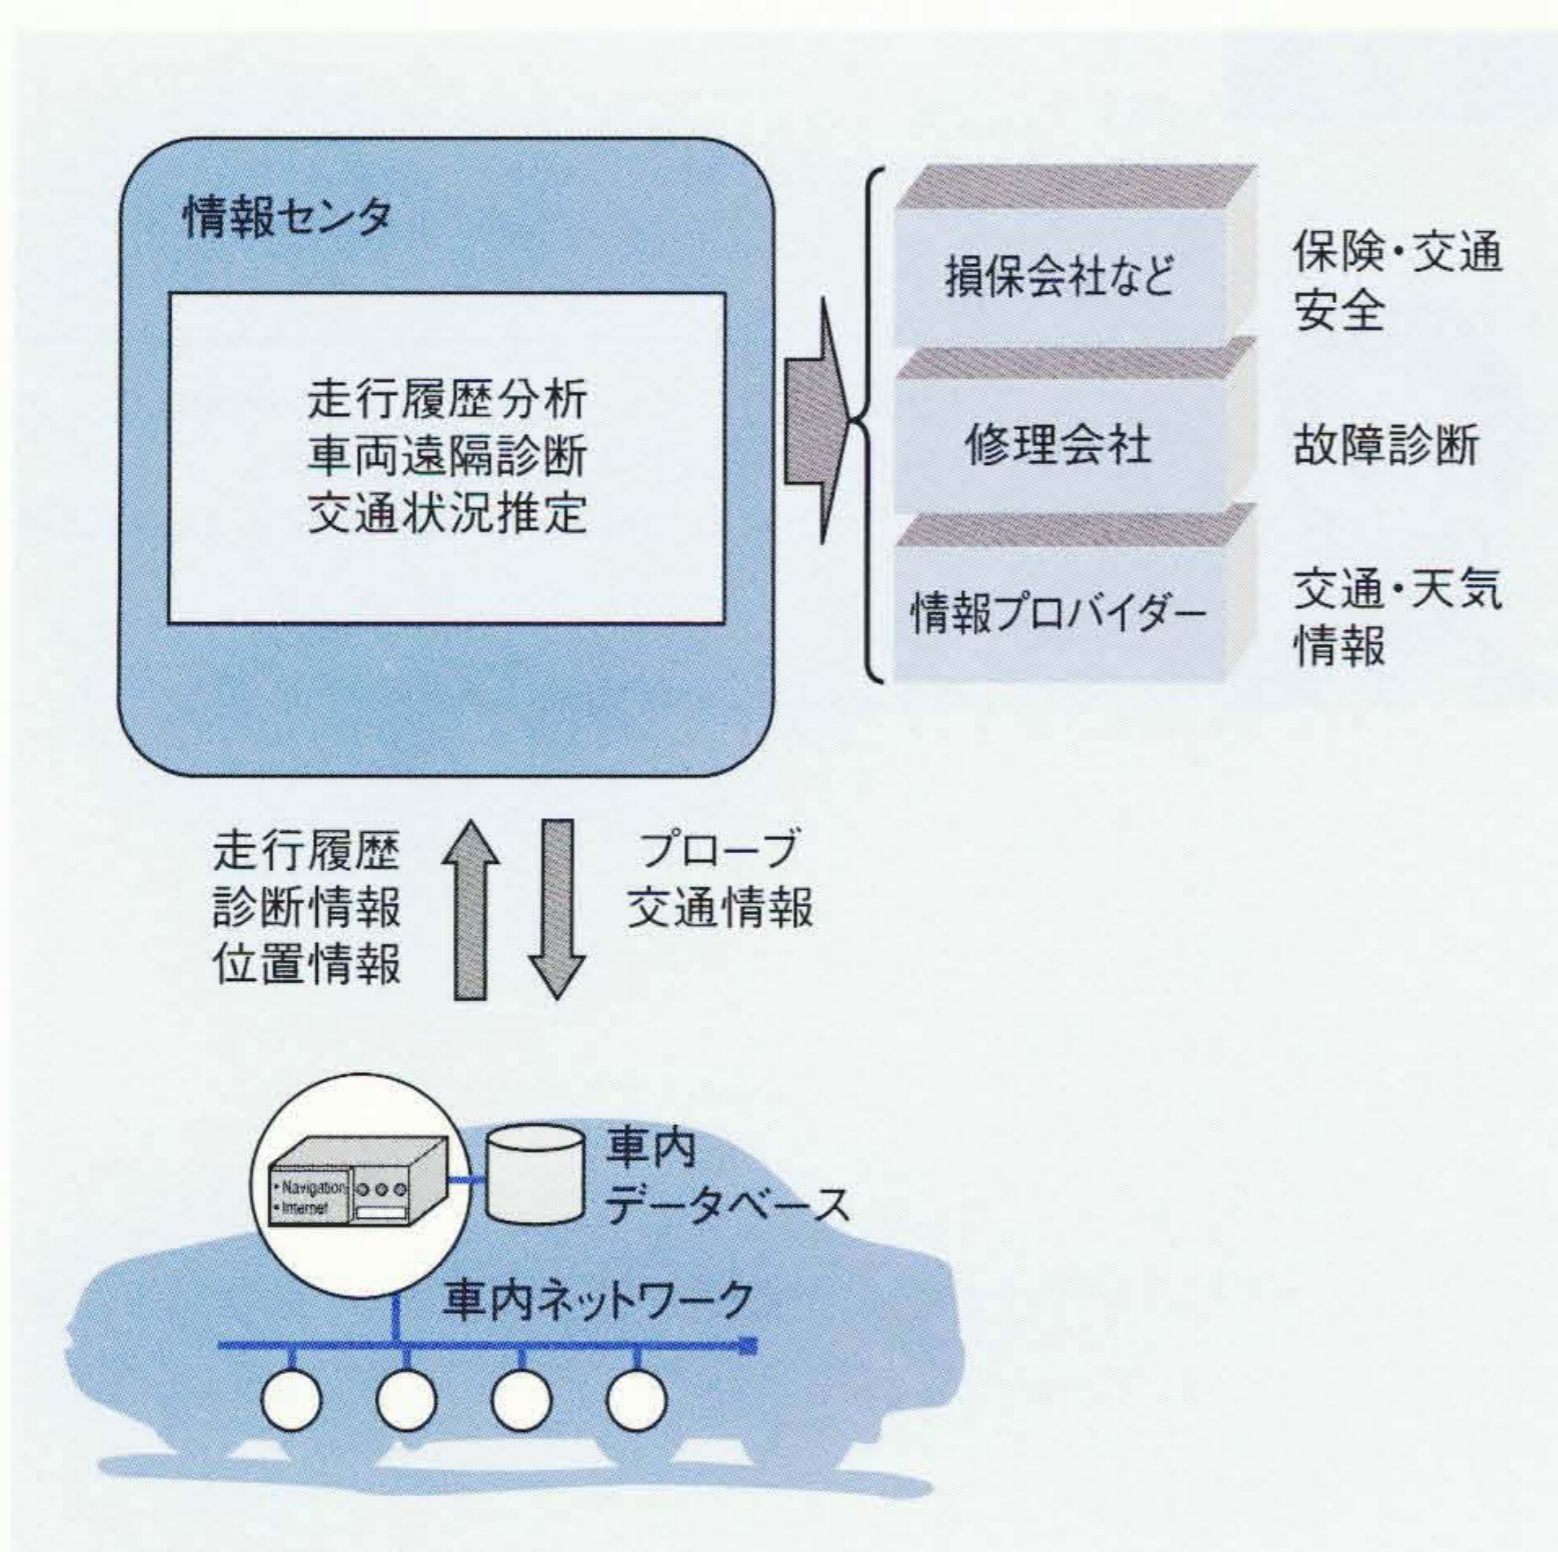 情報センタ
走行履歴分析
車両遠隔診断
交通状況推定
損保会社など
保険・交通
安全
修理会社
故障診断
情報プロバイダー
交通・天気
情報
走行履歴
診断情報
位置情報
プローブ
交通情報
• Navigation
• Internet
車内
データベース
車内ネットワーク